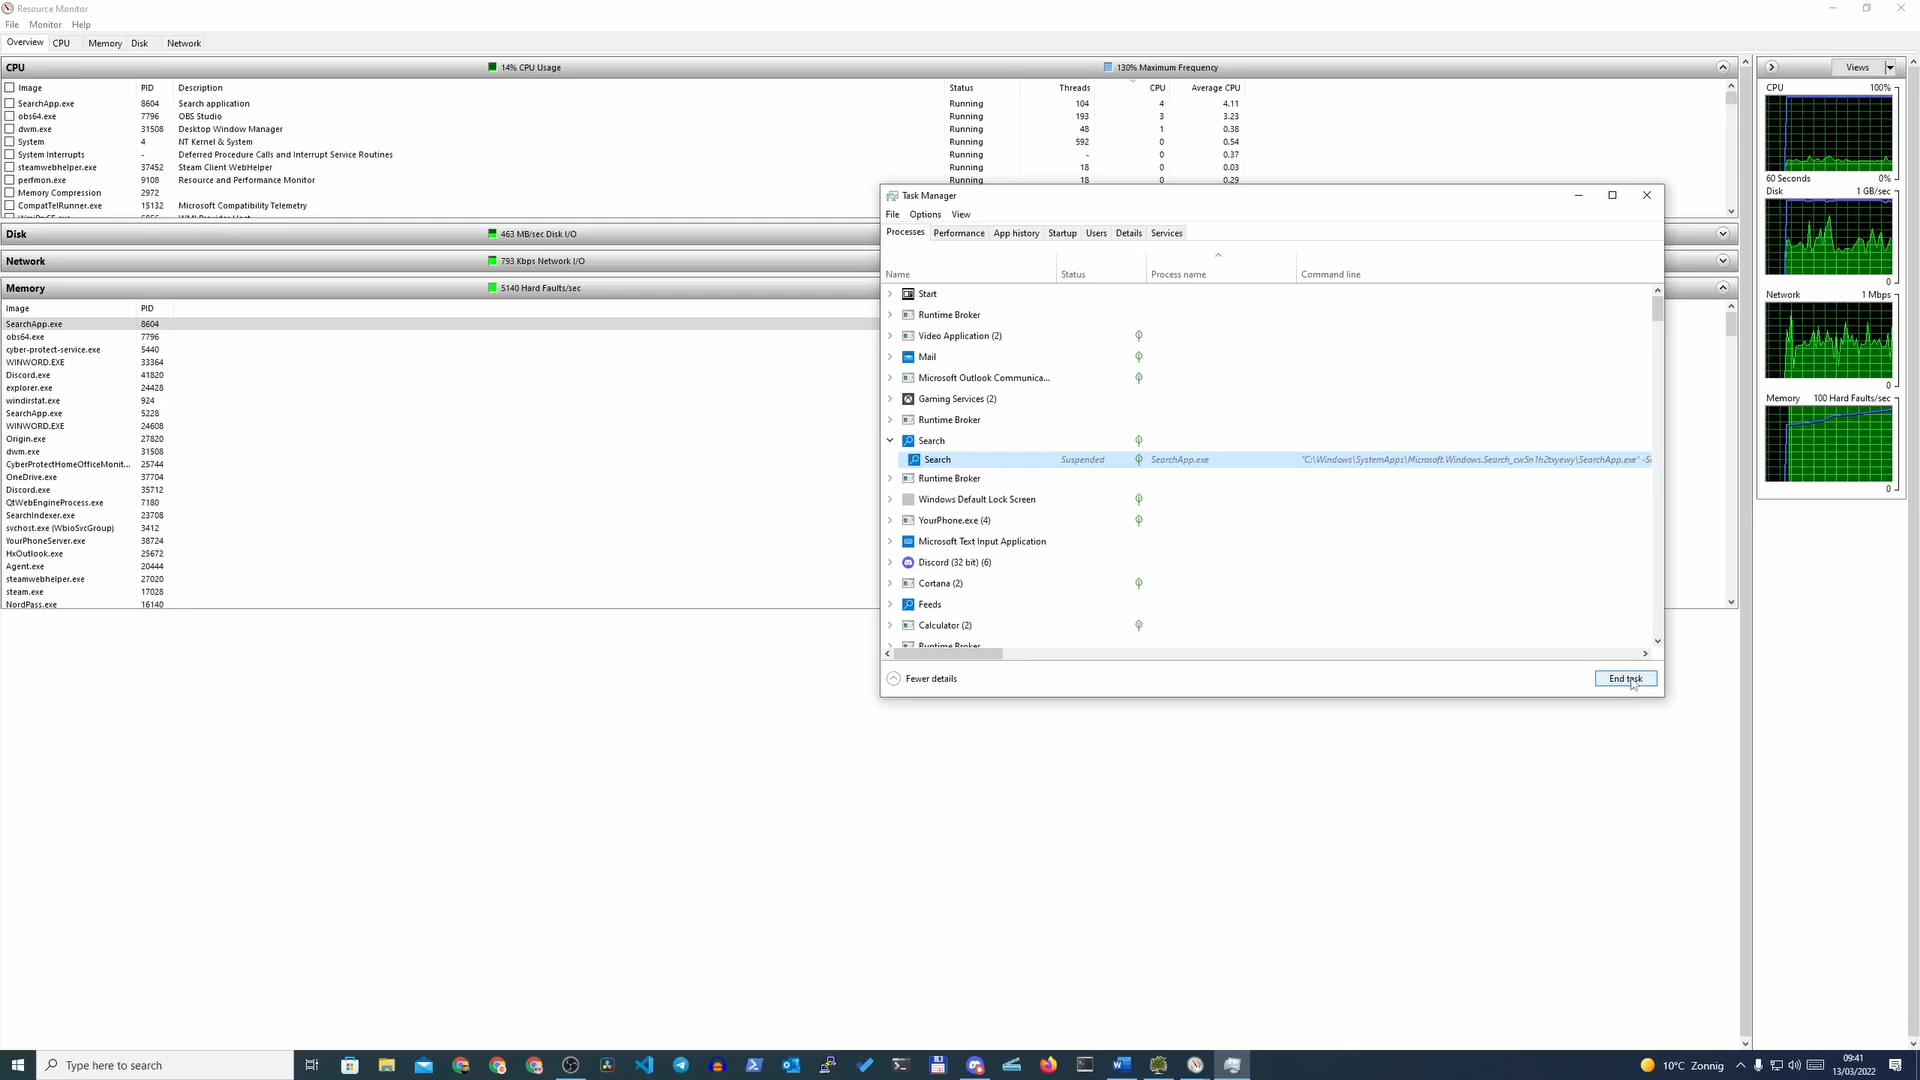 Resource Monitor
File Monitor Help
Overview CPU Memory Disk Network
CPU 14% CPU Usage 130% Maximum Frequency
Image PID Description Status Threads CPU Average CPU
SearchApp.exe 8604 Search application Running 104 4 4.11
obs64.exe 7796 OBS Studio Running 193 3 3.23
dwm.exe 31508 Desktop Window Manager Running 48 1 0.38
System 4 NT Kernel & System Running 592 0 0.54
System Interrupts - Deferred Procedure Calls and Interrupt Service Routines Running - 0 0.37
steamwebhelper.exe 37452 Steam Client WebHelper Running 18 0 0.03
perfmon.exe 9108 Resource and Performance Monitor Running 18 0 0.29
Memory Compression 2972
CompatTelRunner.exe 15132 Microsoft Compatibility Telemetry
Disk 463 MB/sec Disk I/O
Network 793 Kbps Network I/O
Memory 5140 Hard Faults/sec
Image PID
SearchApp.exe 8604
obs64.exe 7796
cyber-protect-service.exe 5440
WINWORD.EXE 33364
Discord.exe 41820
explorer.exe 24428
windirstat.exe 924
SearchApp.exe 5228
WINWORD.EXE 24608
Origin.exe 27820
dwm.exe 31508
CyberProtectHomeOfficeMonit... 25744
OneDrive.exe 37704
Discord.exe 35712
QtWebEngineProcess.exe 7180
SearchIndexer.exe 23708
svchost.exe (WbioSvcGroup) 3412
YourPhoneServer.exe 38724
HxOutlook.exe 25672
Agent.exe 20444
steamwebhelper.exe 27020
steam.exe 17028
NordPass.exe 16140
Task Manager
File Options View
Processes Performance App history Startup Users Details Services
Name Status Process name Command line
Start
Runtime Broker
Video Application (2)
Mail
Microsoft Outlook Communica...
Gaming Services (2)
Runtime Broker
Search
Search Suspended SearchApp.exe "C:\Windows\SystemApps\Microsoft.Windows.Search_cw5n1h2txyewy\SearchApp.exe" -S
Runtime Broker
Windows Default Lock Screen
YourPhone.exe (4)
Microsoft Text Input Application
Discord (32 bit) (6)
Cortana (2)
Feeds
Calculator (2)
Runtime Broker
Fewer details End task
Views
CPU 100%
60 Seconds 0%
Disk 1 GB/sec
0
Network 1 Mbps
0
Memory 100 Hard Faults/sec
0
Type here to search
10°C Zonnig
09:41
13/03/2022